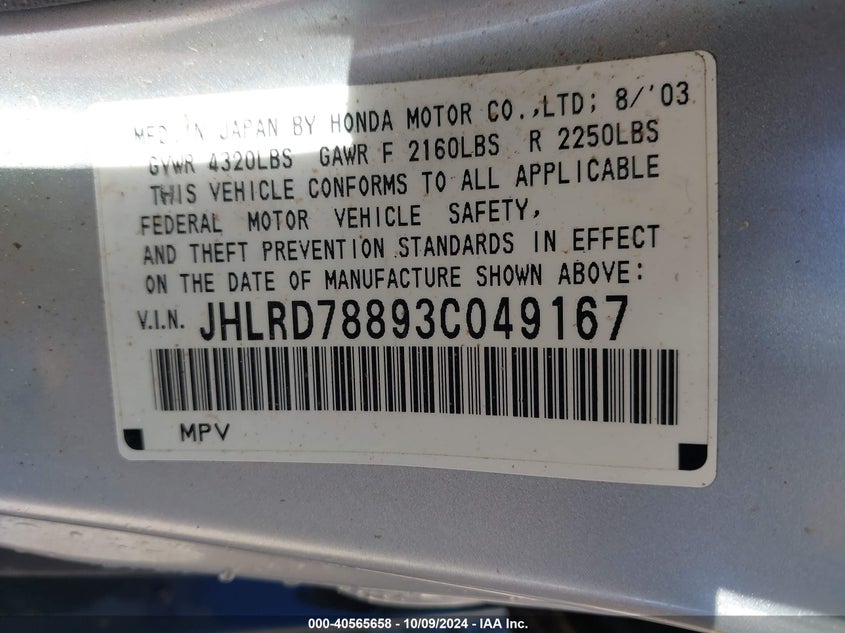 MFD. IN JAPAN BY HONDA MOTOR CO.,LTD; 8/'03
GVWR 4320LBS GAWR F 2160LBS R 2250LBS
THIS VEHICLE CONFORMS TO ALL APPLICABLE
FEDERAL MOTOR VEHICLE SAFETY,
AND THEFT PREVENTION STANDARDS IN EFFECT
ON THE DATE OF MANUFACTURE SHOWN ABOVE:
V.I.N. JHLRD78893C049167
MPV
000-40565658 - 10/09/2024 - IAA Inc.